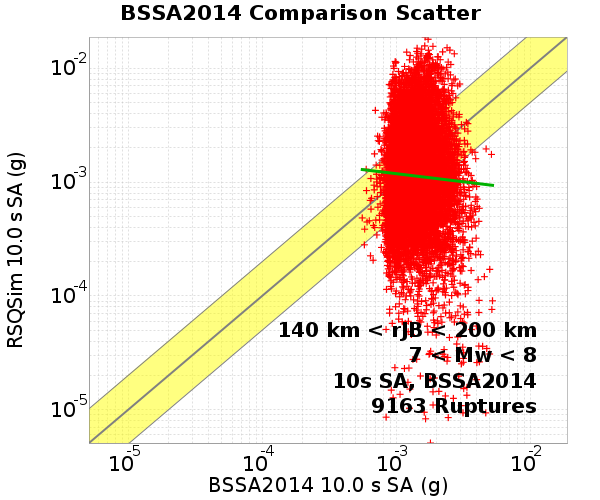 BSSA2014 Comparison Scatter
RSQSim 10.0 s SA (g)
10-2
10-3
10-4
10-5
140 km < rJB < 200 km
7 < Mw < 8
10s SA, BSSA2014
9163 Ruptures
10-5
10-4
10-3
10-2
BSSA2014 10.0 s SA (g)